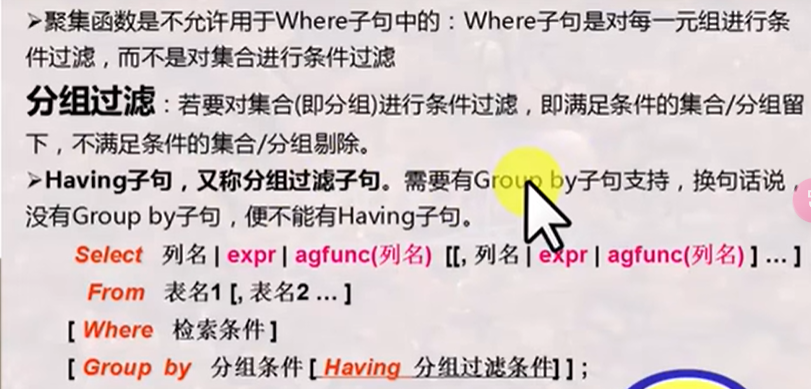 ➢聚集函数是不允许用于Where子句中的：Where子句是对每一元组进行条
件过滤，而不是对集合进行条件过滤
分组过滤：若要对集合(即分组)进行条件过滤，即满足条件的集合/分组留
下，不满足条件的集合/分组剔除。
➢Having子句，又称分组过滤子句。需要有Group by子句支持，换句话说，
没有Group by子句，便不能有Having子句。
Select 列名 | expr | agfunc(列名) [[, 列名 | expr | agfunc(列名) ] … ]
From 表名1 [, 表名2 … ]
[ Where 检索条件 ]
[ Group by 分组条件 [ Having 分组过滤条件] ] ;